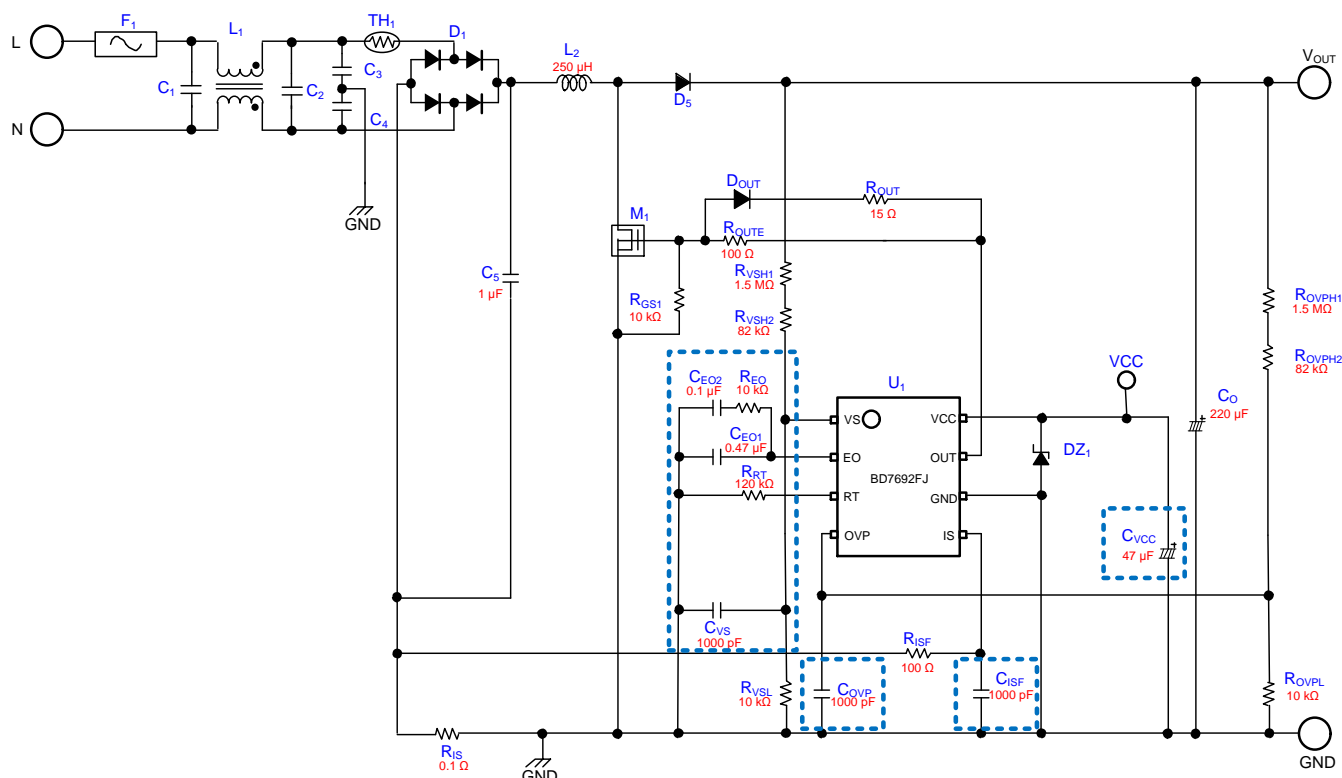 F1
L1
TH1
D1
L
C1
C2
C3
C4
N
GND
L2
250 µH
D5
VOUT
C5
1 µF
M1
DOUT
ROUT
15 Ω
ROUTE
100 Ω
RGS1
10 kΩ
RVSH1
1.5 MΩ
RVSH2
82 kΩ
ROVPH1
1.5 MΩ
ROVPH2
82 kΩ
CEO2
0.1 µF
REO
10 kΩ
CEO1
0.47 µF
RRT
120 kΩ
CVS
1000 pF
U1
VS
EO
RT
OVP
VCC
OUT
GND
IS
BD7692FJ
VCC
DZ1
CVCC
47 µF
CO
220 µF
RISF
100 Ω
RVSL
10 kΩ
COVP
1000 pF
CISF
1000 pF
ROVPL
10 kΩ
RIS
0.1 Ω
GND
GND